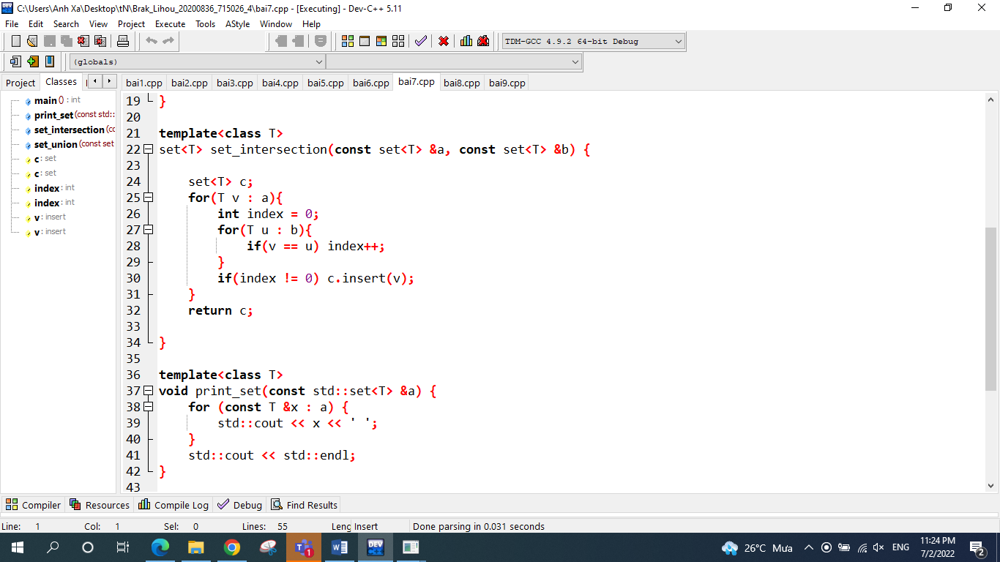 C:\Users\Anh Xa\Desktop\tN\Brak_Lihou_20200836_715026_4\bai7.cpp - [Executing] - Dev-C++ 5.11
File Edit Search View Project Execute Tools AStyle Window Help
TDM-GCC 4.9.2 64-bit Debug
(globals)
Project Classes
bai1.cpp bai2.cpp bai3.cpp bai4.cpp bai5.cpp bai6.cpp bai7.cpp bai8.cpp bai9.cpp
main () : int
print_set (const std::
set_intersection (co
set_union (const set
c : set
c : set
index : int
index : int
v : insert
v : insert
19 }
20
21 template<class T>
22 set<T> set_intersection(const set<T> &a, const set<T> &b) {
23
24     set<T> c;
25     for(T v : a){
26         int index = 0;
27         for(T u : b){
28             if(v == u) index++;
29         }
30         if(index != 0) c.insert(v);
31     }
32     return c;
33
34 }
35
36 template<class T>
37 void print_set(const std::set<T> &a) {
38     for (const T &x : a) {
39         std::cout << x << ' ';
40     }
41     std::cout << std::endl;
42 }
43
Compiler Resources Compile Log Debug Find Results
Line: 1 Col: 1 Sel: 0 Lines: 55 Leng Insert Done parsing in 0.031 seconds
26°C Mưa ENG 11:24 PM
7/2/2022